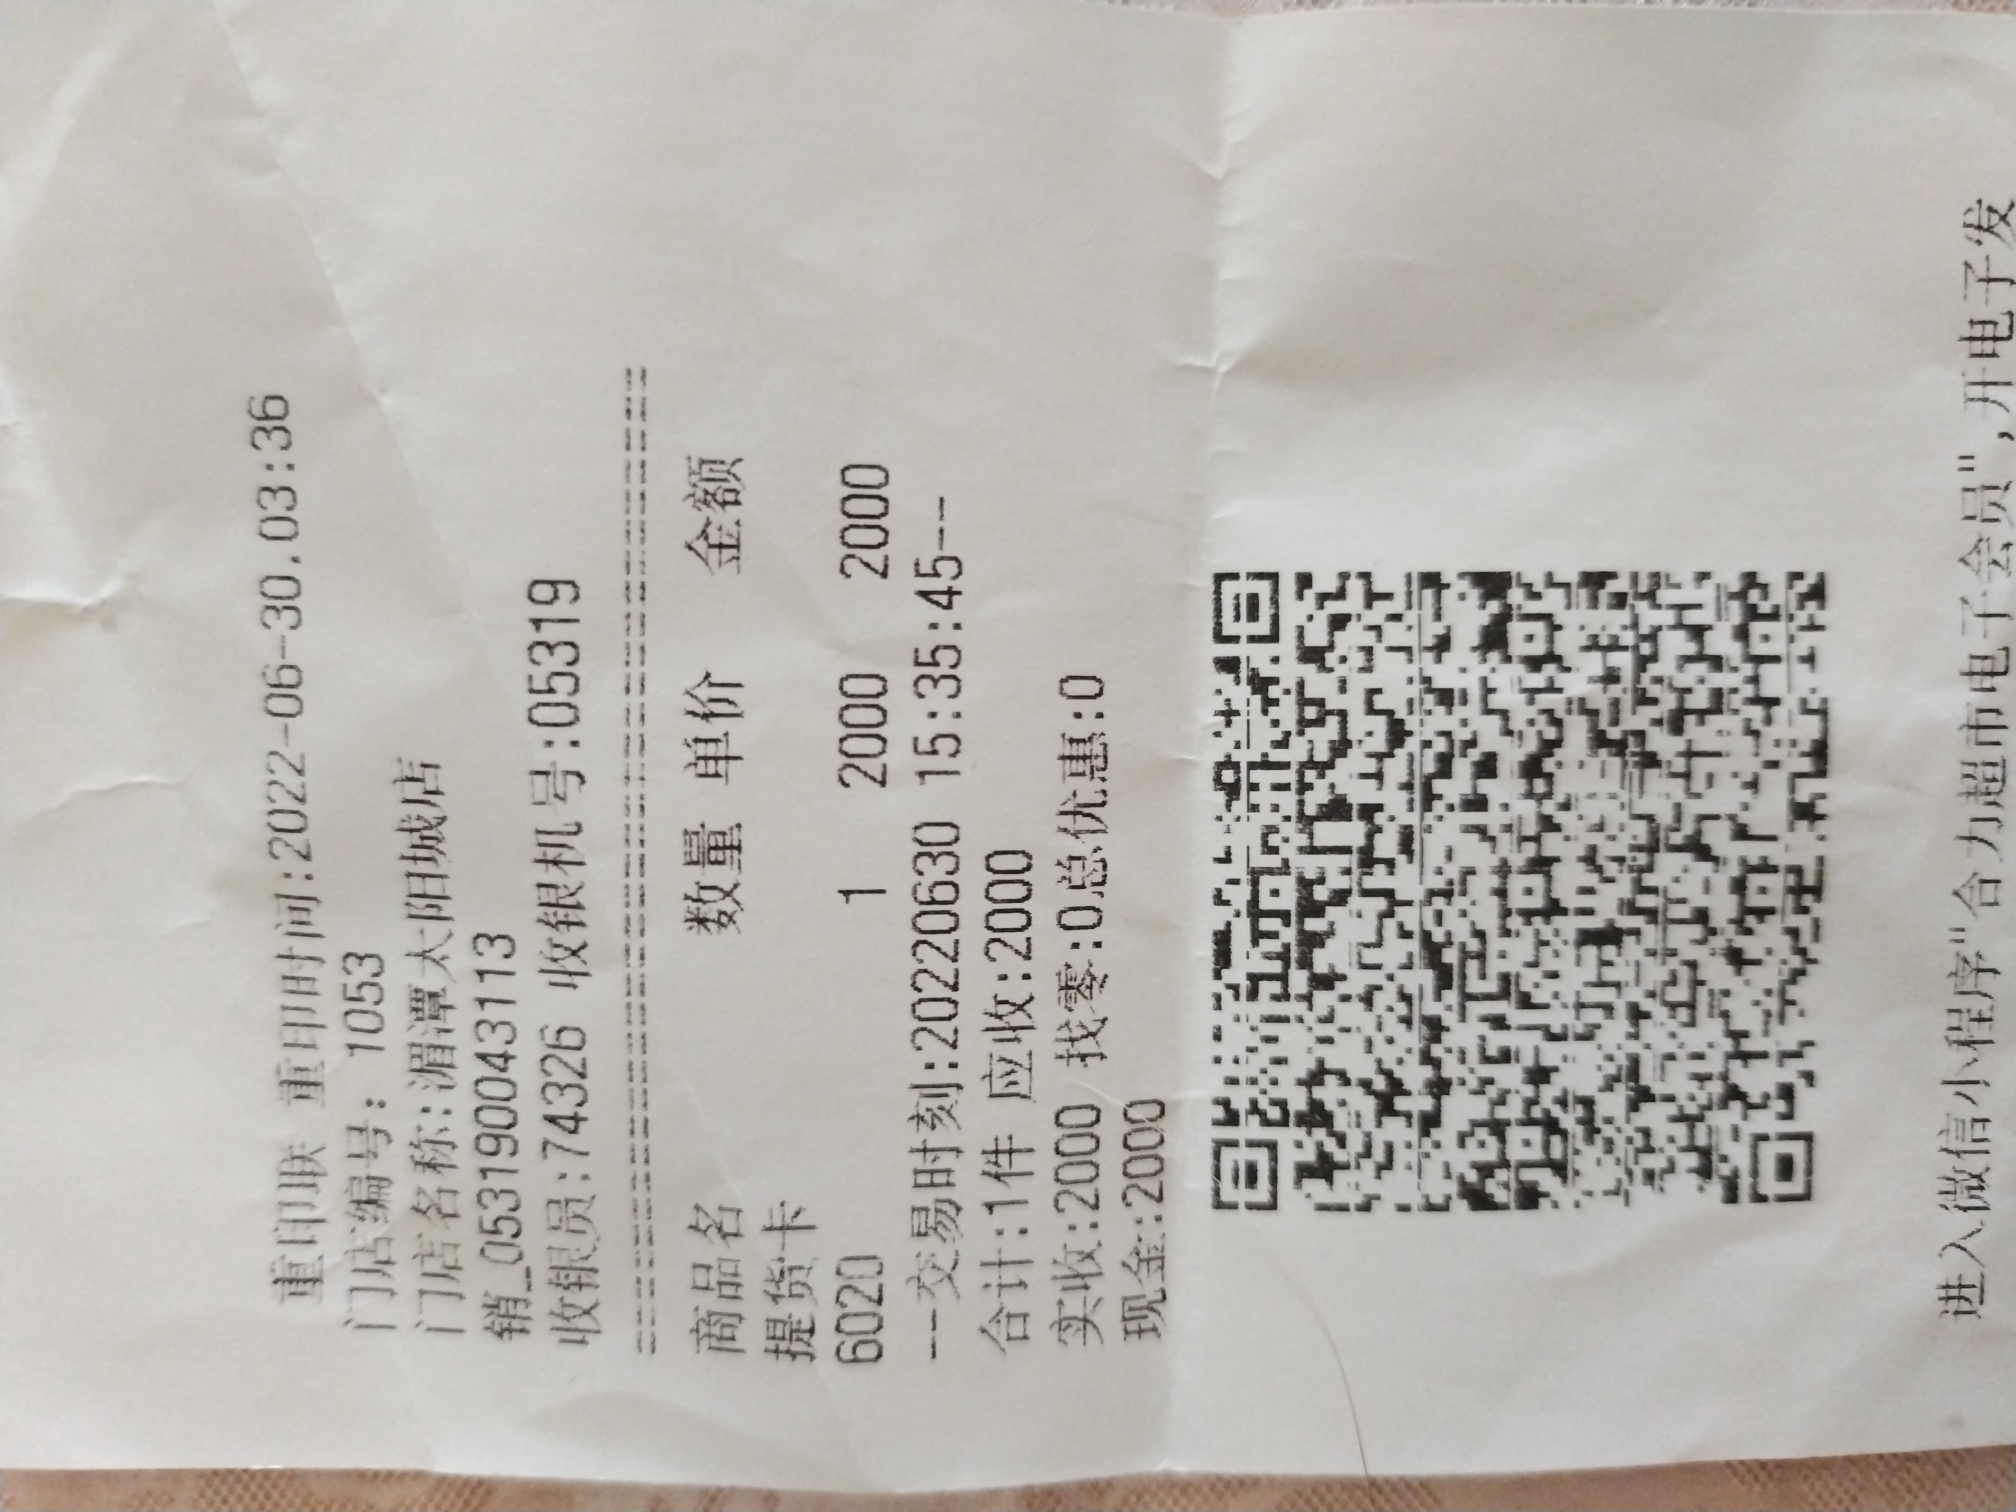 重印联 重印时间:2022-06-30.03:36
门店编号: 1053
门店名称:湄潭太阳城店
销_053190043113
收银员:74326 收银机号:05319
================================
商品名 数量 单价 金额
提货卡
6020 1 2000 2000
--交易时刻:20220630 15:35:45--
合计:1件 应收:2000
实收:2000 找零:0总优惠:0
现金:2000
进入微信小程序"合力超市电子会员",开电子发